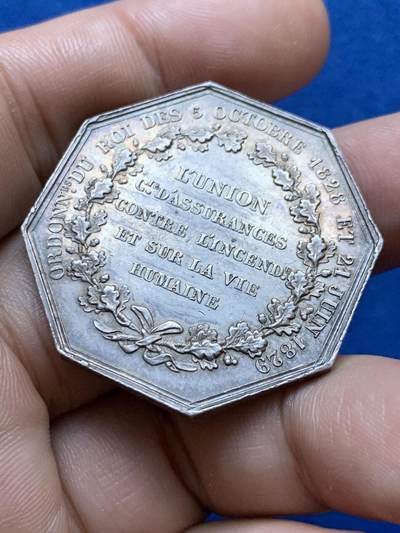 ORDONN.ces DU ROI DES 5 OCTOBRE 1828 ET 21 JUIN 1829
L'UNION
C.IE D'ASSURANCES
CONTRE L'INCENDIE
ET SUR LA VIE
HUMAINE